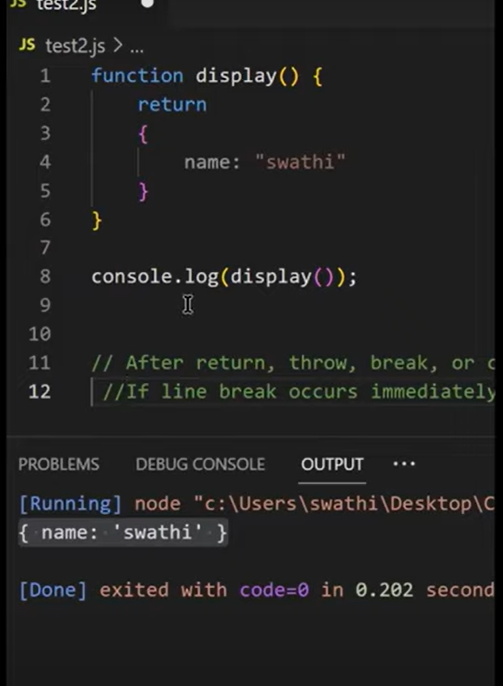 JS test2.js
JS test2.js > ...
1 function display() {
2 return
3 {
4 name: "swathi"
5 }
6 }
7
8 console.log(display());
9
10
11 // After return, throw, break, or c
12 //If line break occurs immediately
PROBLEMS DEBUG CONSOLE OUTPUT ...
[Running] node "c:\Users\swathi\Desktop\C
{ name: 'swathi' }
[Done] exited with code=0 in 0.202 second